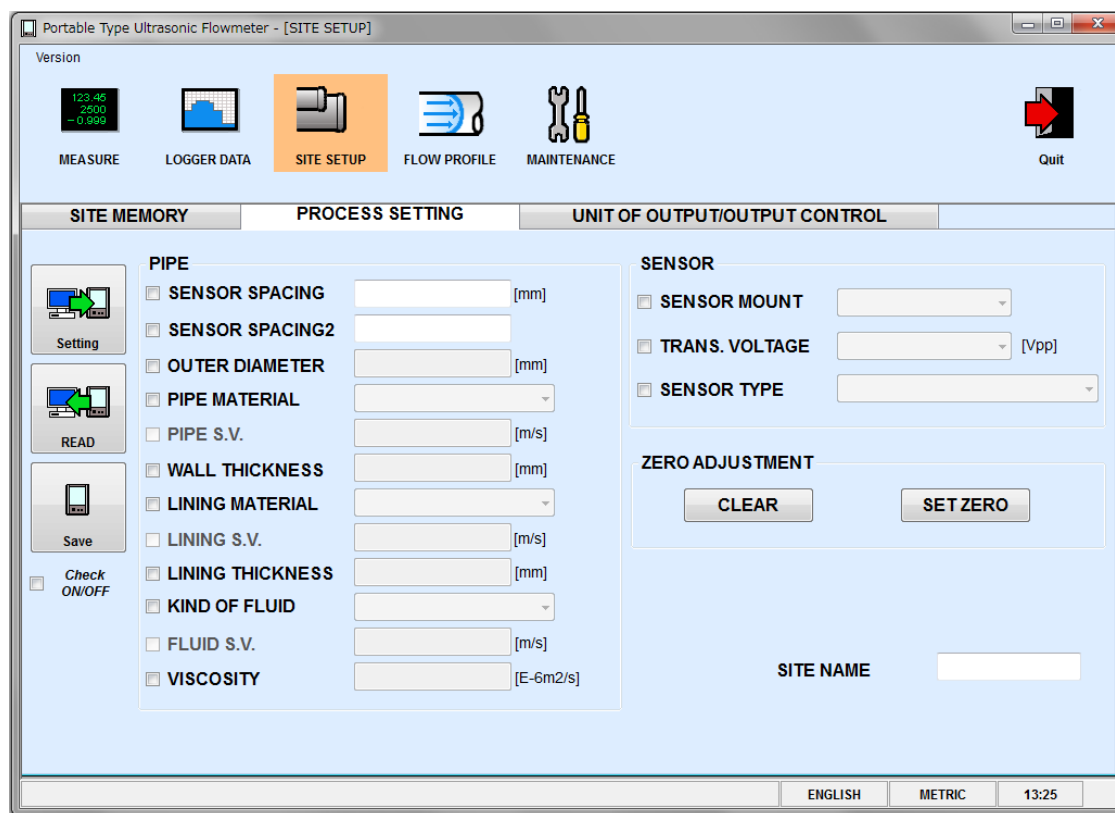 Portable Type Ultrasonic Flowmeter - [SITE SETUP]
Version
123.45
2500
-0.999
MEASURE
LOGGER DATA
SITE SETUP
FLOW PROFILE
MAINTENANCE
Quit
SITE MEMORY
PROCESS SETTING
UNIT OF OUTPUT/OUTPUT CONTROL
Setting
READ
Save
Check
ON/OFF
PIPE
SENSOR SPACING [mm]
SENSOR SPACING2
OUTER DIAMETER [mm]
PIPE MATERIAL
PIPE S.V. [m/s]
WALL THICKNESS [mm]
LINING MATERIAL
LINING S.V. [m/s]
LINING THICKNESS [mm]
KIND OF FLUID
FLUID S.V. [m/s]
VISCOSITY [E-6m2/s]
SENSOR
SENSOR MOUNT
TRANS. VOLTAGE [Vpp]
SENSOR TYPE
ZERO ADJUSTMENT
CLEAR
SET ZERO
SITE NAME
ENGLISH
METRIC
13:25